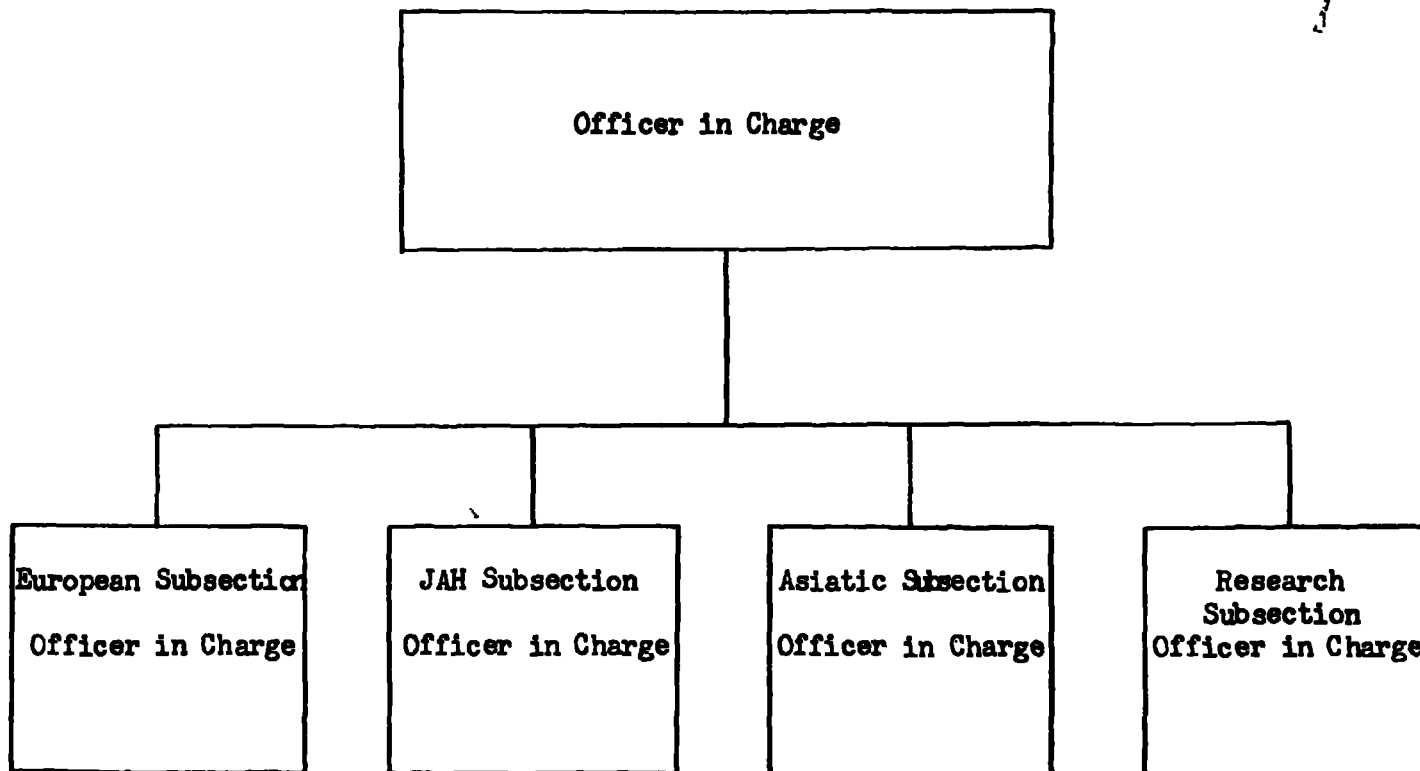 Officer in Charge
European Subsection
Officer in Charge
JAH Subsection
Officer in Charge
Asiatic Subsection
Officer in Charge
Research
Subsection
Officer in Charge